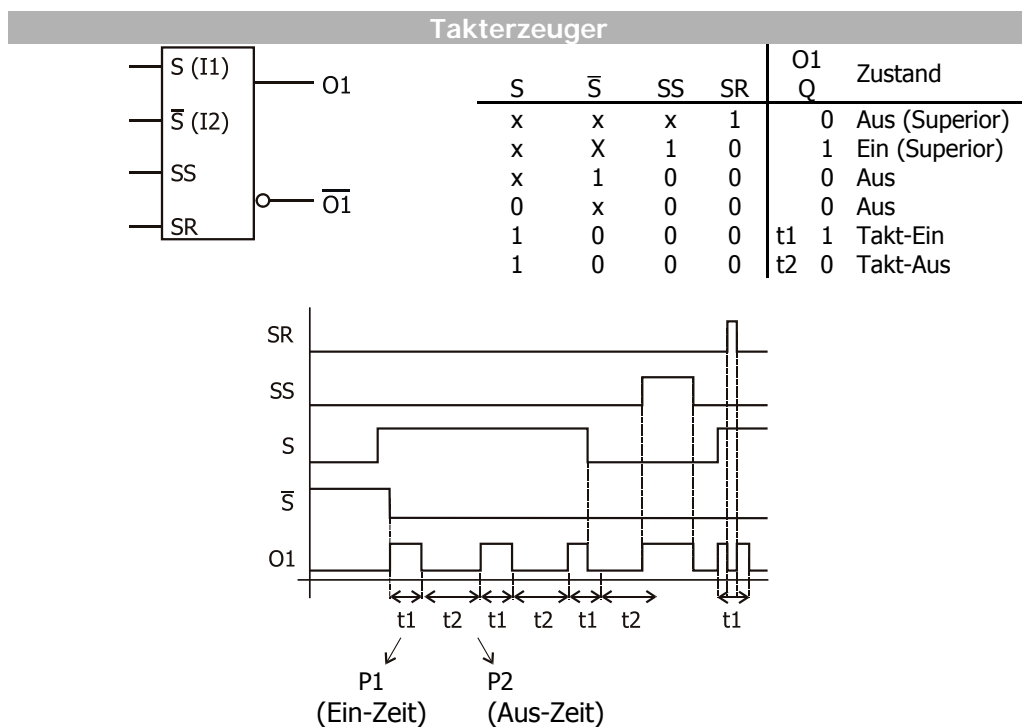 Takterzeuger
S (I1)
O1
S̅ (I2)
SS
O̅1̅
SR
O1
S S̅ SS SR Q Zustand
x x x 1 0 Aus (Superior)
x X 1 0 1 Ein (Superior)
x 1 0 0 0 Aus
0 x 0 0 0 Aus
1 0 0 0 t1 1 Takt-Ein
1 0 0 0 t2 0 Takt-Aus
SR
SS
S
S̅
O1
t1 t2 t1 t2 t1 t2 t1
P1 P2
(Ein-Zeit) (Aus-Zeit)